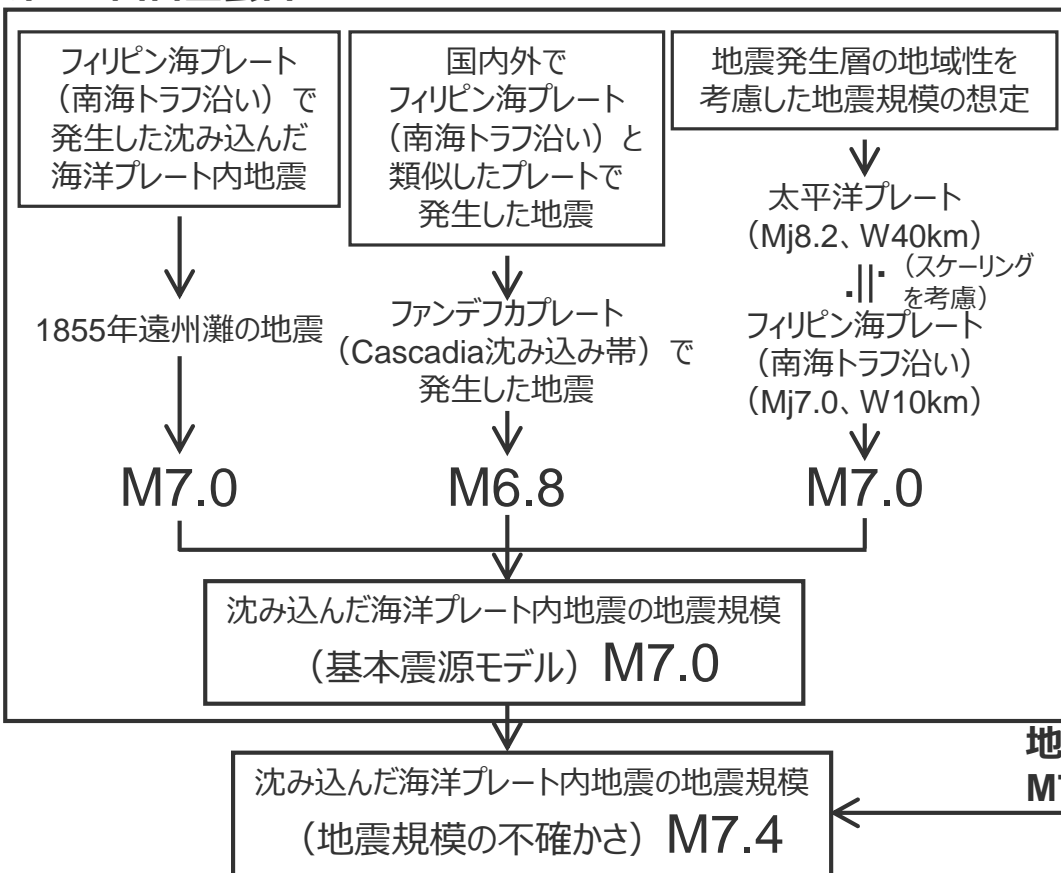 フィリピン海プレート
（南海トラフ沿い）で
発生した沈み込んだ
海洋プレート内地震
1855年遠州灘の地震
M7.0
国内外で
フィリピン海プレート
（南海トラフ沿い）と
類似したプレートで
発生した地震
ファンデフカプレート
（Cascadia沈み込み帯）で
発生した地震
M6.8
地震発生層の地域性を
考慮した地震規模の想定
太平洋プレート
（Mj8.2、W40km）
（スケーリング
を考慮）
フィリピン海プレート
（南海トラフ沿い）
（Mj7.0、W10km）
M7.0
沈み込んだ海洋プレート内地震の地震規模
（基本震源モデル）M7.0
沈み込んだ海洋プレート内地震の地震規模
（地震規模の不確かさ）M7.4
地